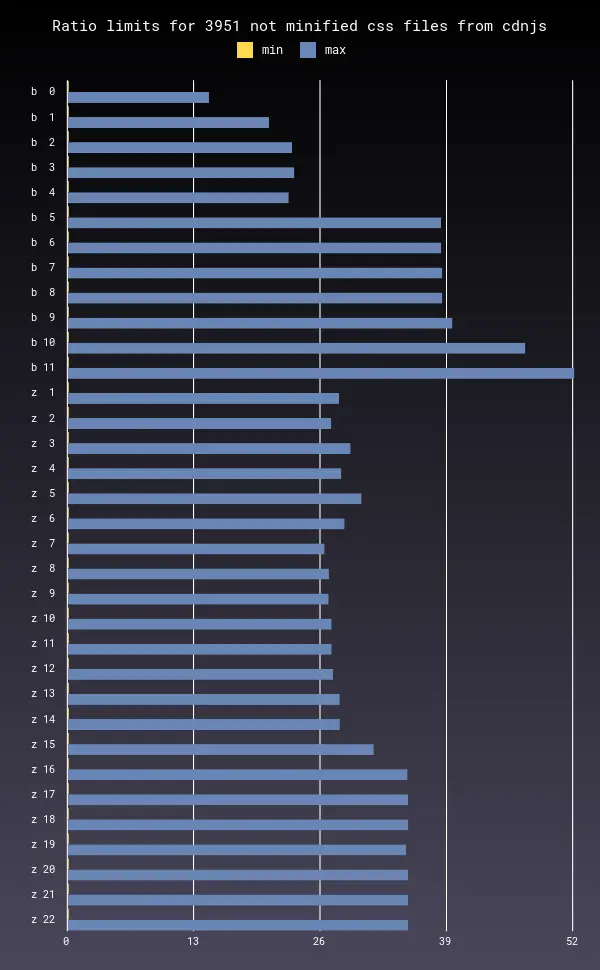 Ratio limits for 3951 not minified css files from cdnjs
min max
b 0
b 1
b 2
b 3
b 4
b 5
b 6
b 7
b 8
b 9
b 10
b 11
z 1
z 2
z 3
z 4
z 5
z 6
z 7
z 8
z 9
z 10
z 11
z 12
z 13
z 14
z 15
z 16
z 17
z 18
z 19
z 20
z 21
z 22
0 13 26 39 52